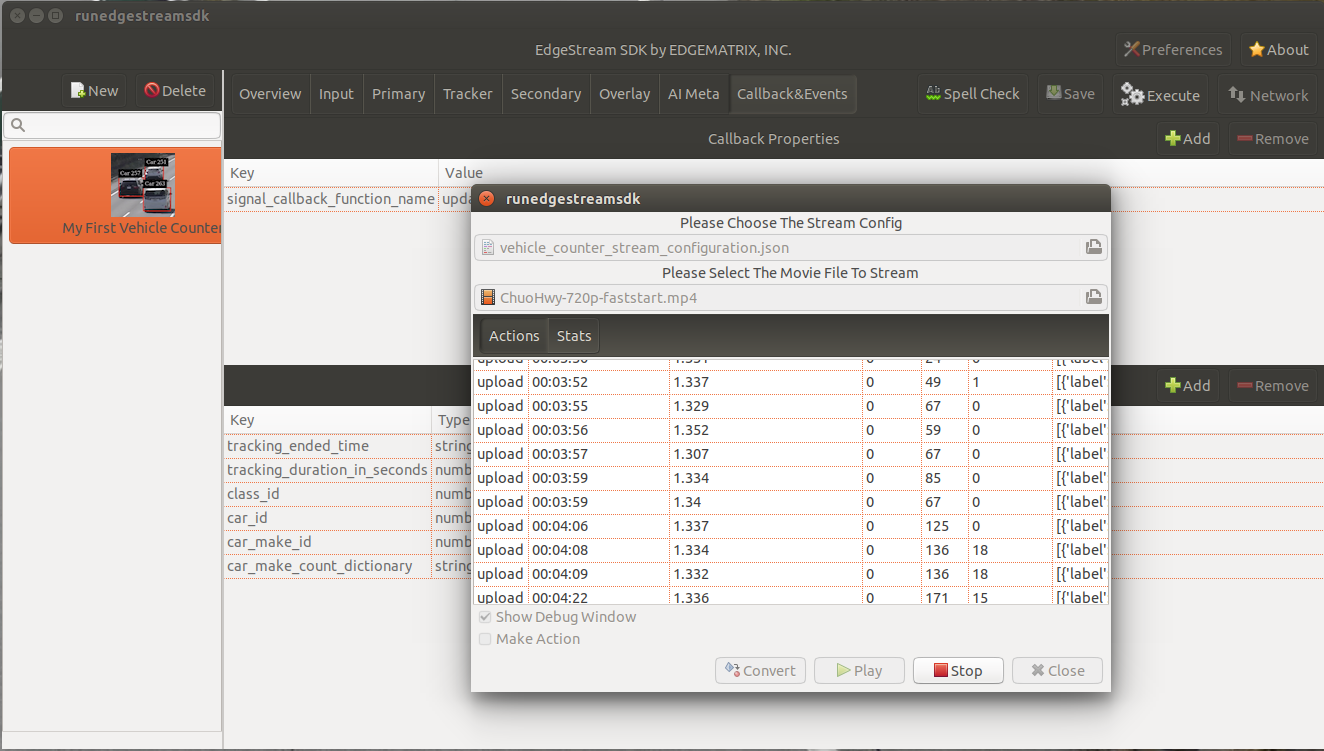 runedgestreamsdk
EdgeStream SDK by EDGEMATRIX, INC.
Preferences
About
New
Delete
Overview
Input
Primary
Tracker
Secondary
Overlay
AI Meta
Callback&Events
Spell Check
Save
Execute
Network
Callback Properties
Add
Remove
Car 251
Car 257
Car 263
My First Vehicle Counter
Key Value
signal_callback_function_name
Add
Remove
Key Type
tracking_ended_time string
tracking_duration_in_seconds numb
class_id numb
car_id numb
car_make_id numb
car_make_count_dictionary string
runedgestreamsdk
Please Choose The Stream Config
vehicle_counter_stream_configuration.json
Please Select The Movie File To Stream
ChuoHwy-720p-faststart.mp4
Actions
Stats
upload 00:03:52 1.337 0 49 1 [{'label'
upload 00:03:55 1.329 0 67 0 [{'label'
upload 00:03:56 1.352 0 59 0 [{'label'
upload 00:03:57 1.307 0 67 0 [{'label'
upload 00:03:59 1.334 0 85 0 [{'label'
upload 00:03:59 1.34 0 67 0 [{'label'
upload 00:04:06 1.337 0 125 0 [{'label'
upload 00:04:08 1.334 0 136 18 [{'label'
upload 00:04:09 1.332 0 136 18 [{'label'
upload 00:04:22 1.336 0 171 15 [{'label'
Show Debug Window
Make Action
Convert
Play
Stop
Close